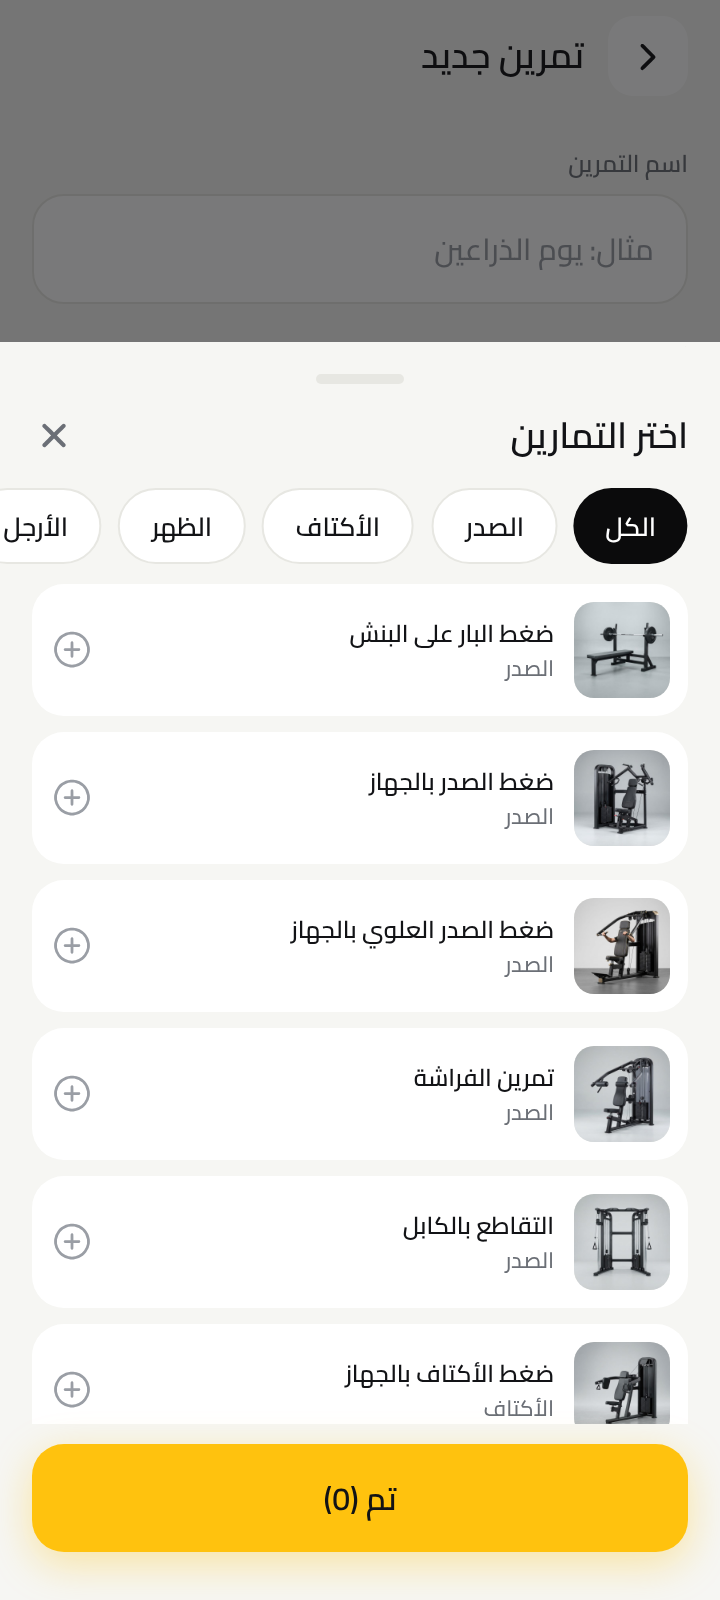 تمرين جديد
اسم التمرين
مثال: يوم الذراعين
اختر التمارين
الكل
الصدر
الأكتاف
الظهر
الأرجل
ضغط البار على البنش
الصدر
ضغط الصدر بالجهاز
الصدر
ضغط الصدر العلوي بالجهاز
الصدر
تمرين الفراشة
الصدر
التقاطع بالكابل
الصدر
ضغط الأكتاف بالجهاز
الأكتاف
تم (0)